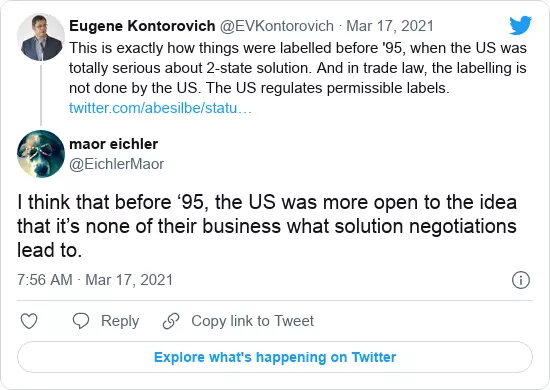 Eugene Kontorovich @EVKontorovich · Mar 17, 2021
This is exactly how things were labelled before '95, when the US was
totally serious about 2-state solution. And in trade law, the labelling is
not done by the US. The US regulates permissible labels.
twitter.com/abesilbe/statu…
maor eichler
@EichlerMaor
I think that before ‘95, the US was more open to the idea
that it’s none of their business what solution negotiations
lead to.
7:56 AM · Mar 17, 2021
Reply
Copy link to Tweet
Explore what's happening on Twitter